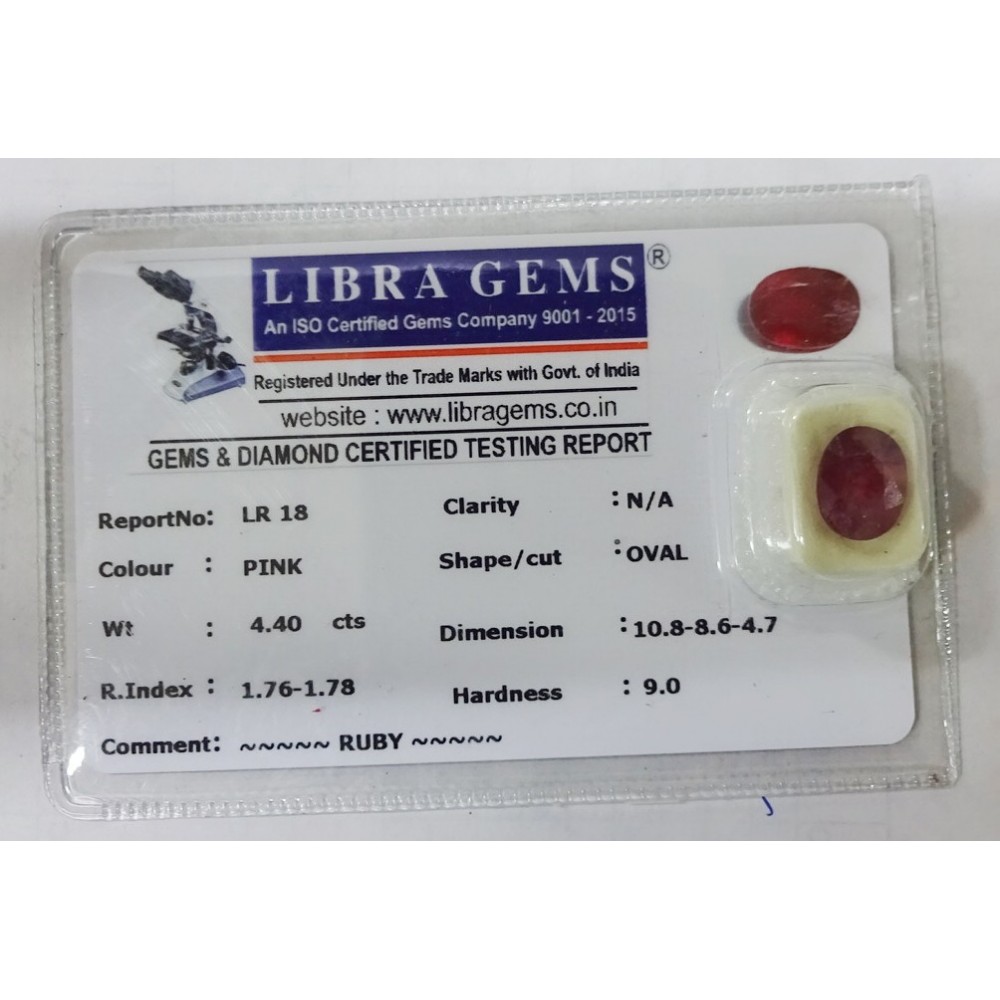 LIBRA GEMS ®
An ISO Certified Gems Company 9001 - 2015
Registered Under the Trade Marks with Govt. of India
website : www.libragems.co.in
GEMS & DIAMOND CERTIFIED TESTING REPORT
ReportNo: LR 18
Clarity : N/A
Colour : PINK
Shape/cut : OVAL
Wt : 4.40 cts
Dimension : 10.8-8.6-4.7
R.Index : 1.76-1.78
Hardness : 9.0
Comment: ~~~~~ RUBY ~~~~~